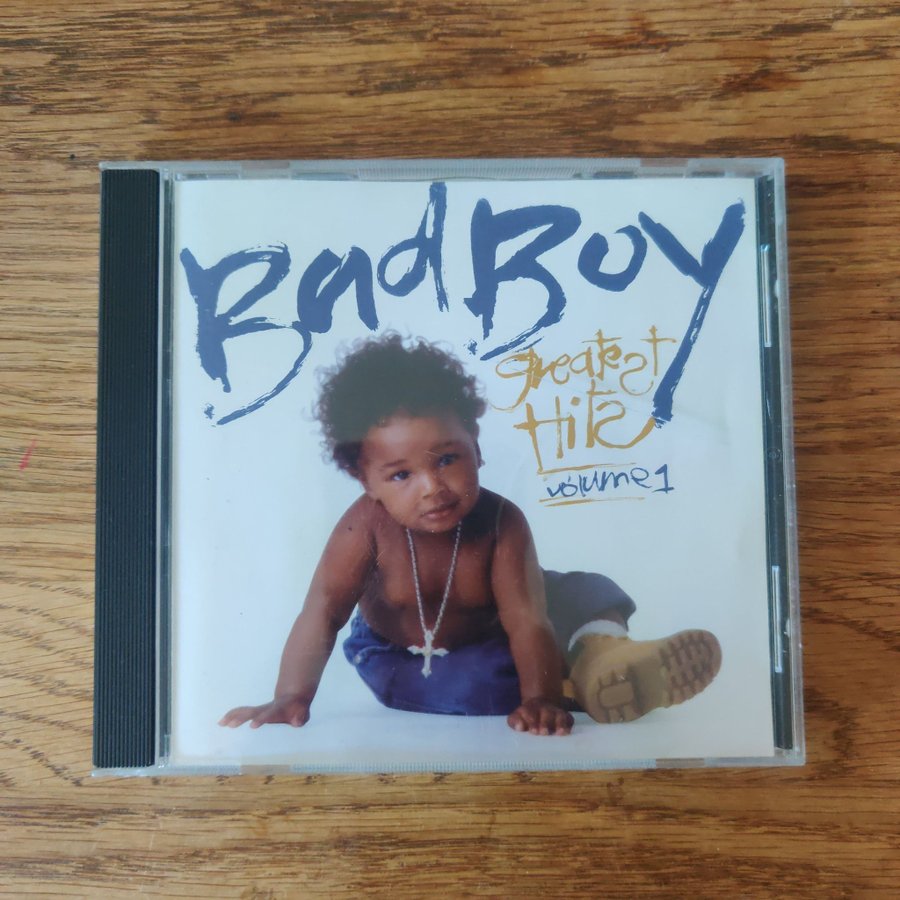 Bad Boy
greatest
Hits
volume 1